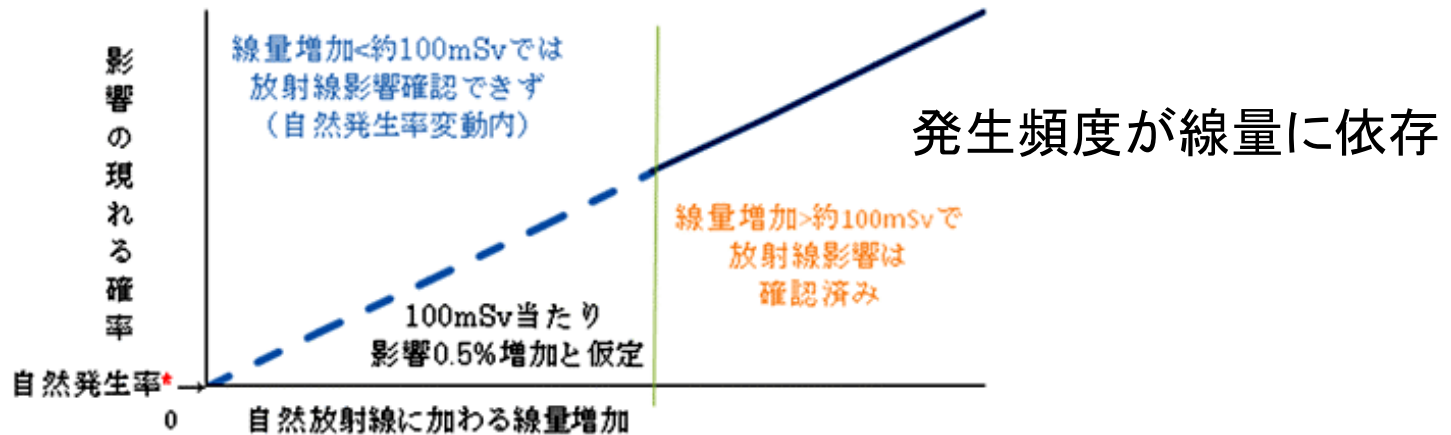 影響の現れる確率
線量増加<約100mSvでは
放射線影響確認できず
（自然発生率変動内）
発生頻度が線量に依存
線量増加>約100mSvで
放射線影響は
確認済み
100mSv当たり
影響0.5%増加と仮定
自然発生率*→
0
自然放射線に加わる線量増加